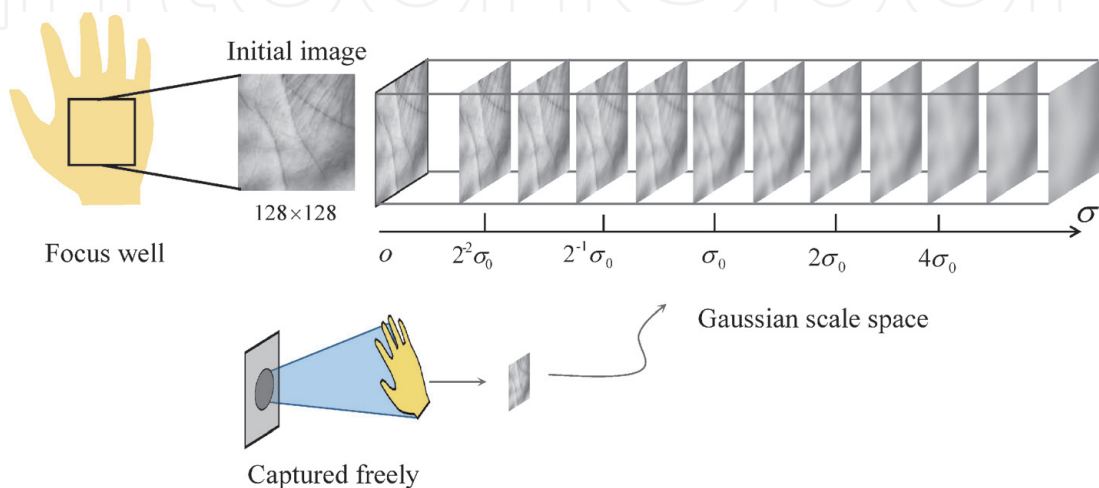 Initial image
128×128
Focus well
σ
o
2⁻²σ₀
2⁻¹σ₀
σ₀
2σ₀
4σ₀
Gaussian scale space
Captured freely